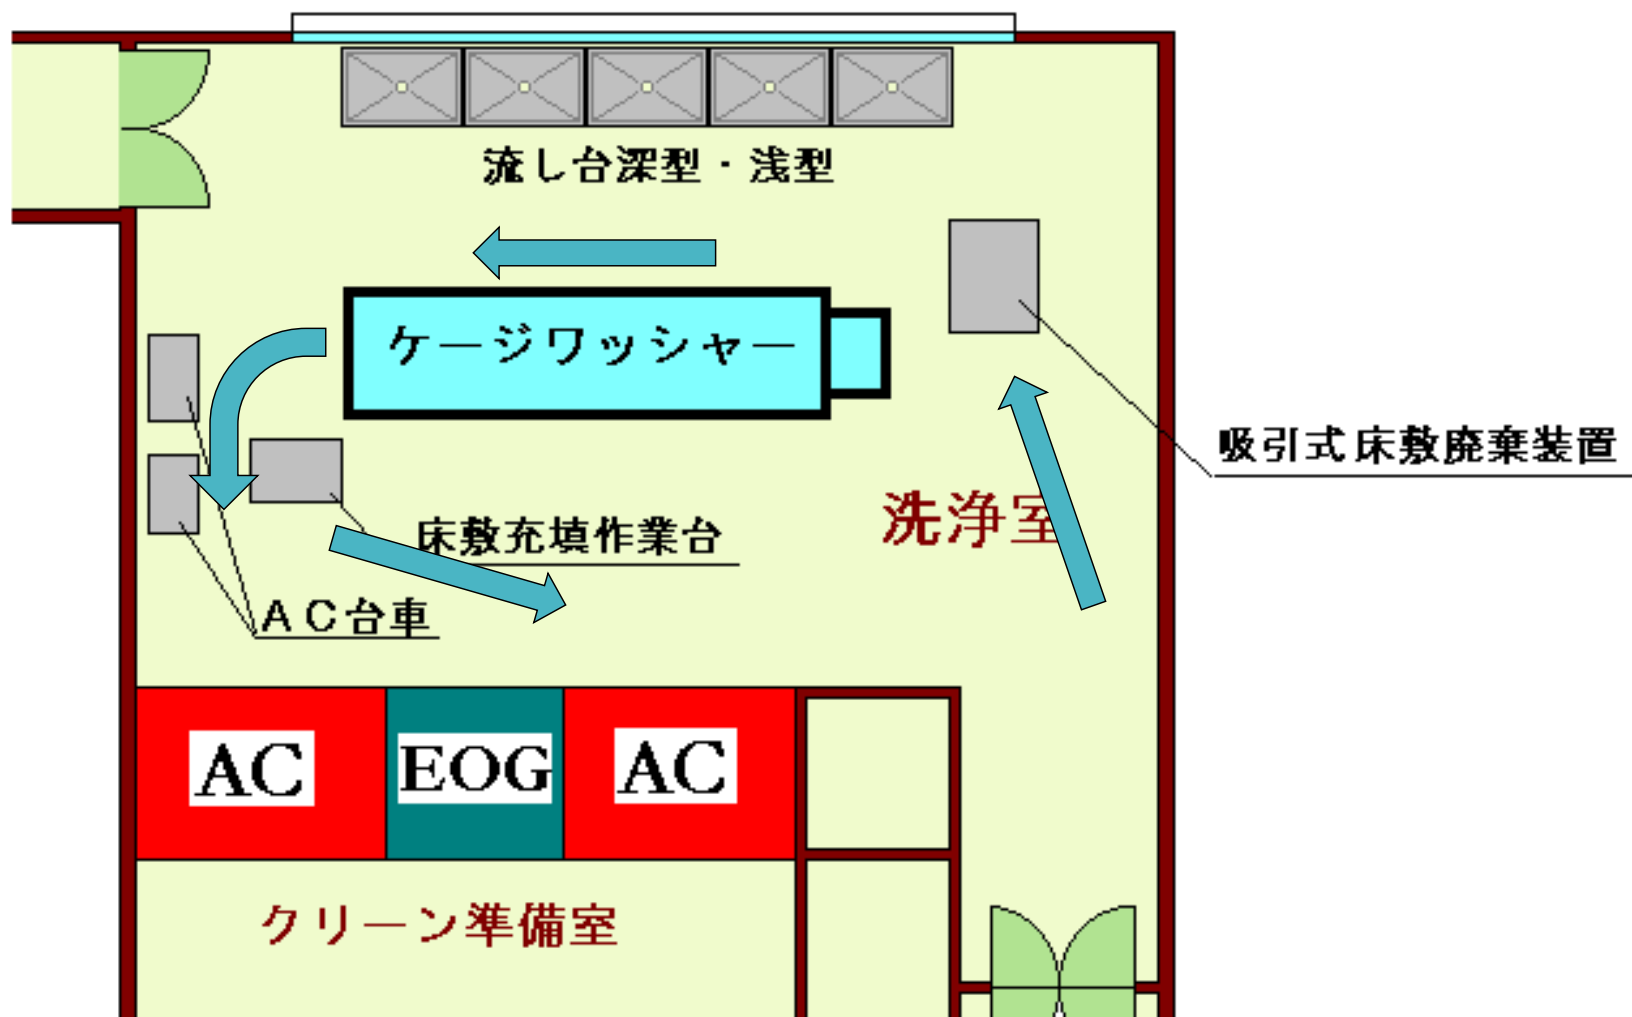 流し台深型・浅型
ケージワッシャー
吸引式床敷廃棄装置
洗浄室
床敷充填作業台
ＡＣ台車
AC
EOG
AC
クリーン準備室